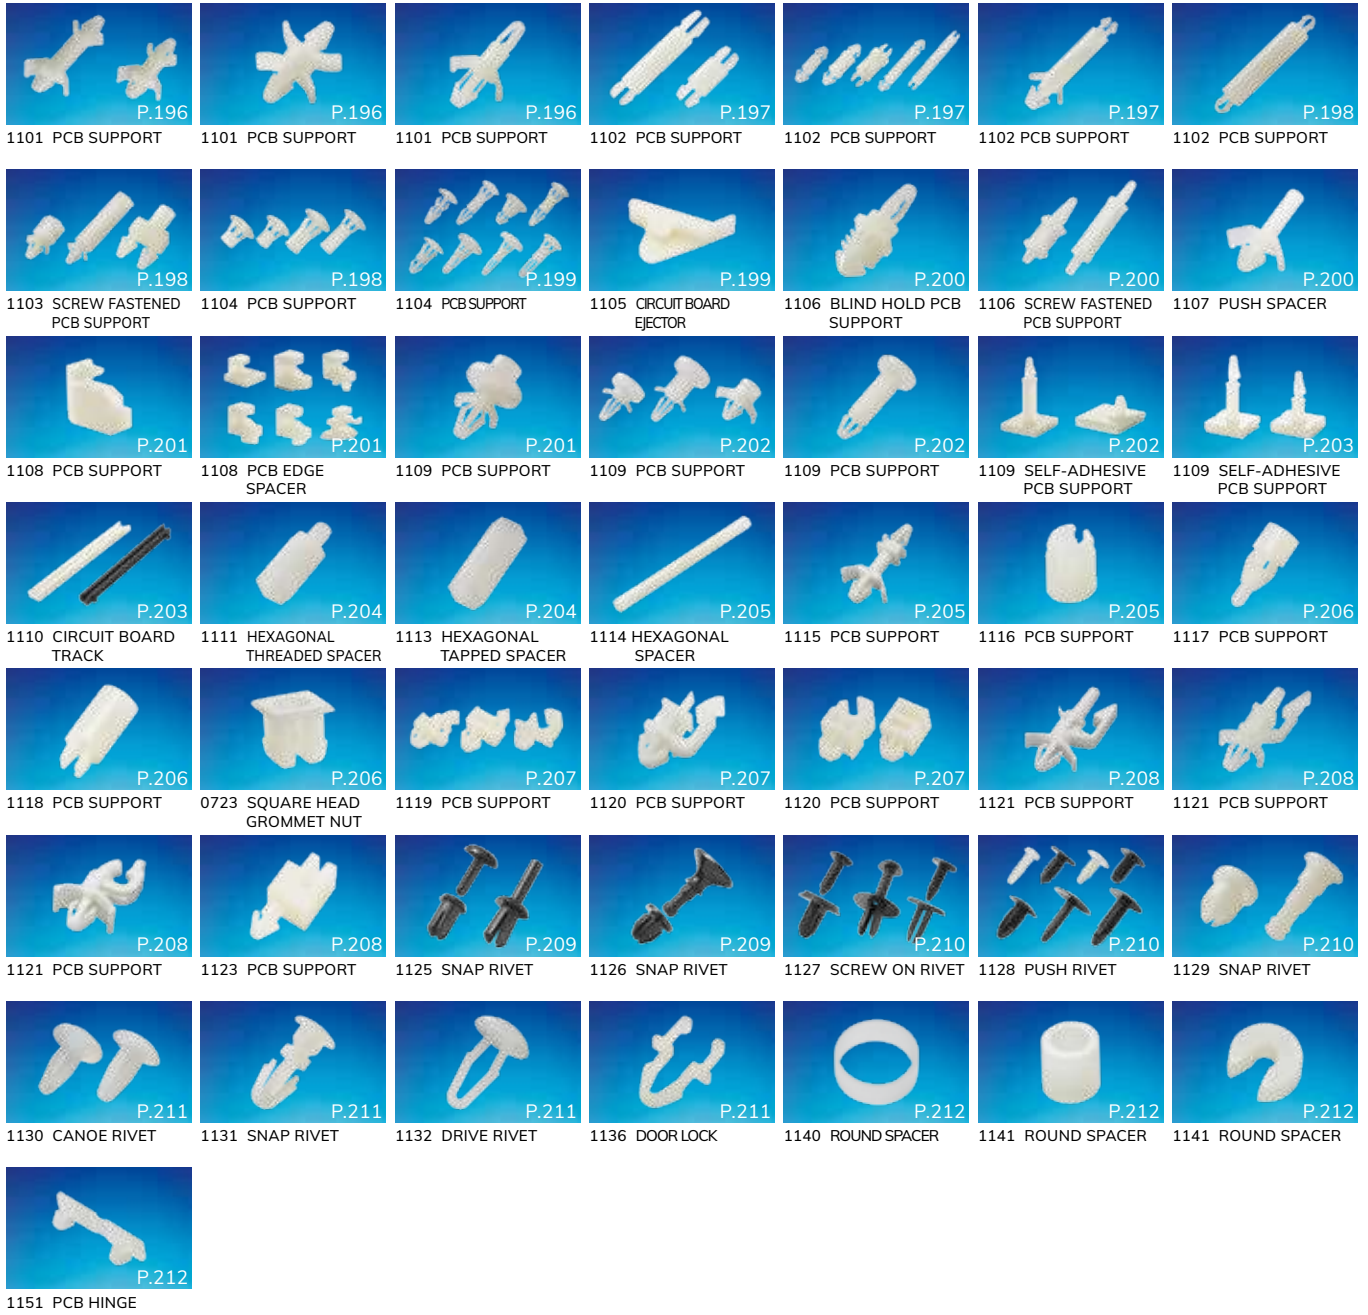 P.196
P.196
P.196
P.197
P.197
P.197
P.198
1101 PCB SUPPORT
1101 PCB SUPPORT
1101 PCB SUPPORT
1102 PCB SUPPORT
1102 PCB SUPPORT
1102 PCB SUPPORT
1102 PCB SUPPORT
P.198
P.198
P.199
P.199
P.200
P.200
P.200
1103 SCREW FASTENED
PCB SUPPORT
1104 PCB SUPPORT
1104 PCB SUPPORT
1105 CIRCUIT BOARD
EJECTOR
1106 BLIND HOLD PCB
SUPPORT
1106 SCREW FASTENED
PCB SUPPORT
1107 PUSH SPACER
P.201
P.201
P.201
P.202
P.202
P.202
P.203
1108 PCB SUPPORT
1108 PCB EDGE
SPACER
1109 PCB SUPPORT
1109 PCB SUPPORT
1109 PCB SUPPORT
1109 SELF-ADHESIVE
PCB SUPPORT
1109 SELF-ADHESIVE
PCB SUPPORT
P.203
P.204
P.204
P.205
P.205
P.205
P.206
1110 CIRCUIT BOARD
TRACK
1111 HEXAGONAL
THREADED SPACER
1113 HEXAGONAL
TAPPED SPACER
1114 HEXAGONAL
SPACER
1115 PCB SUPPORT
1116 PCB SUPPORT
1117 PCB SUPPORT
P.206
P.206
P.207
P.207
P.207
P.208
P.208
1118 PCB SUPPORT
0723 SQUARE HEAD
GROMMET NUT
1119 PCB SUPPORT
1120 PCB SUPPORT
1120 PCB SUPPORT
1121 PCB SUPPORT
1121 PCB SUPPORT
P.208
P.208
P.209
P.209
P.210
P.210
P.210
1121 PCB SUPPORT
1123 PCB SUPPORT
1125 SNAP RIVET
1126 SNAP RIVET
1127 SCREW ON RIVET
1128 PUSH RIVET
1129 SNAP RIVET
P.211
P.211
P.211
P.211
P.212
P.212
P.212
1130 CANOE RIVET
1131 SNAP RIVET
1132 DRIVE RIVET
1136 DOOR LOCK
1140 ROUND SPACER
1141 ROUND SPACER
1141 ROUND SPACER
P.212
1151 PCB HINGE